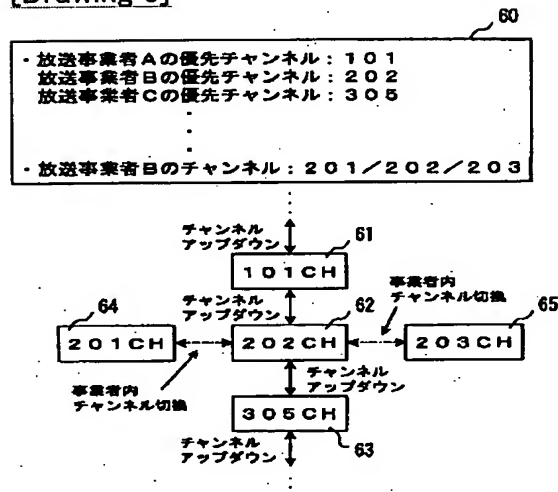 60
・放送事業者Aの優先チャンネル：101
放送事業者Bの優先チャンネル：202
放送事業者Cの優先チャンネル：305
・
・
・
・放送事業者Bのチャンネル：201／202／203
チャンネル
アップダウン
61
101CH
チャンネル
アップダウン
事業者内
チャンネル切換
64
62
65
201CH
202CH
203CH
事業者内
チャンネル切換
チャンネル
アップダウン
305CH
63
チャンネル
アップダウン